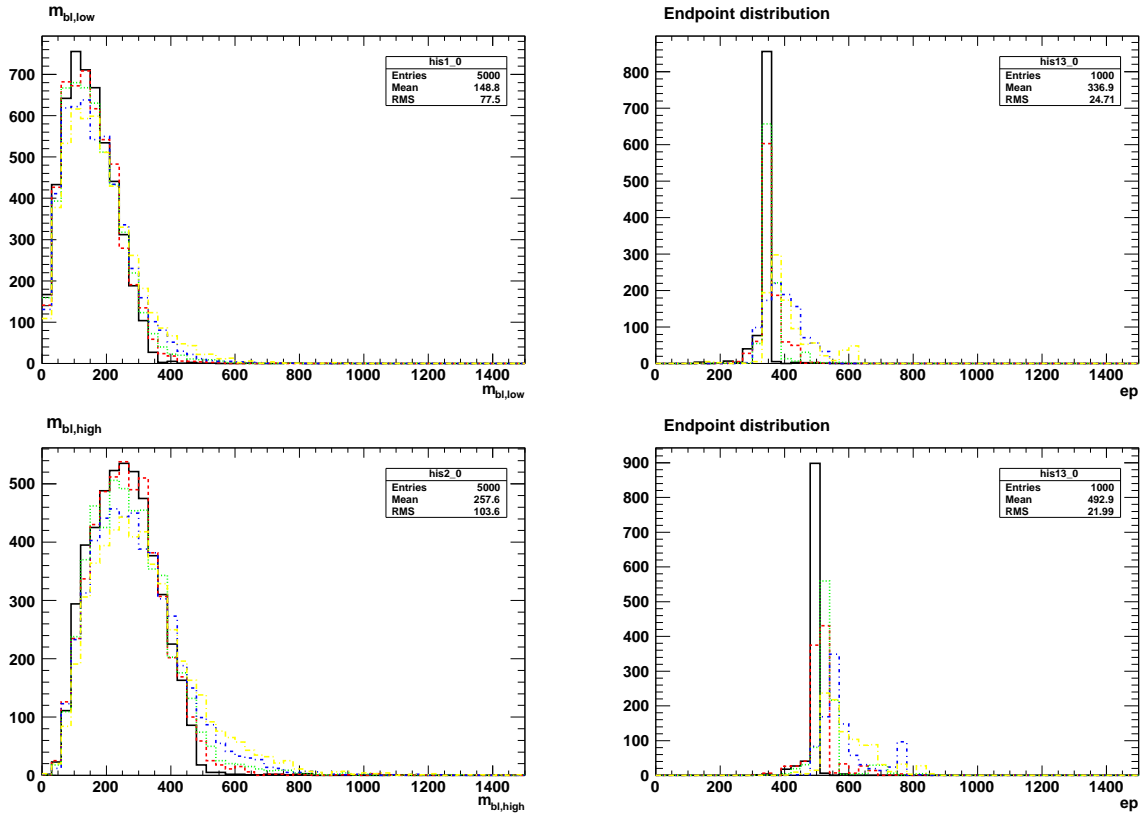 m_bl,low
700
600
500
400
300
200
100
0
his1_0
Entries 5000
Mean 148.8
RMS 77.5
0 200 400 600 800 1000 1200 1400
m_bl,low
Endpoint distribution
800
700
600
500
400
300
200
100
0
his13_0
Entries 1000
Mean 336.9
RMS 24.71
0 200 400 600 800 1000 1200 1400
ep
m_bl,high
500
400
300
200
100
0
his2_0
Entries 5000
Mean 257.6
RMS 103.6
0 200 400 600 800 1000 1200 1400
m_bl,high
Endpoint distribution
900
800
700
600
500
400
300
200
100
0
his13_0
Entries 1000
Mean 492.9
RMS 21.99
0 200 400 600 800 1000 1200 1400
ep